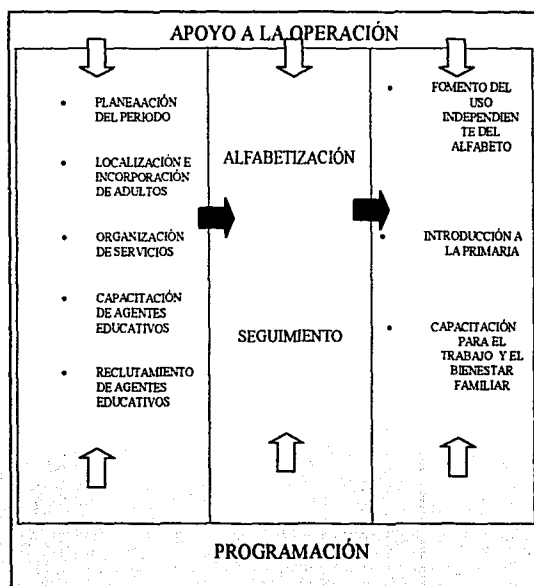 APOYO A LA OPERACIÓN
• PLANEAACIÓN
DEL PERIODO
• LOCALIZACIÓN E
INCORPORACIÓN
DE ADULTOS
• ORGANIZACIÓN
DE SERVICIOS
• CAPACITACIÓN
DE AGENTES
EDUCATIVOS
• RECLUTAMIENTO
DE AGENTES
EDUCATIVOS
ALFABETIZACIÓN
SEGUIMIENTO
• FOMENTO DEL
USO
INDEPENDIEN
TE DEL
ALFABETO
• INTRODUCCIÓN A
LA PRIMARIA
• CAPACITACIÓN
PARA EL
TRABAJO Y EL
BIENESTAR
FAMILIAR
PROGRAMACIÓN